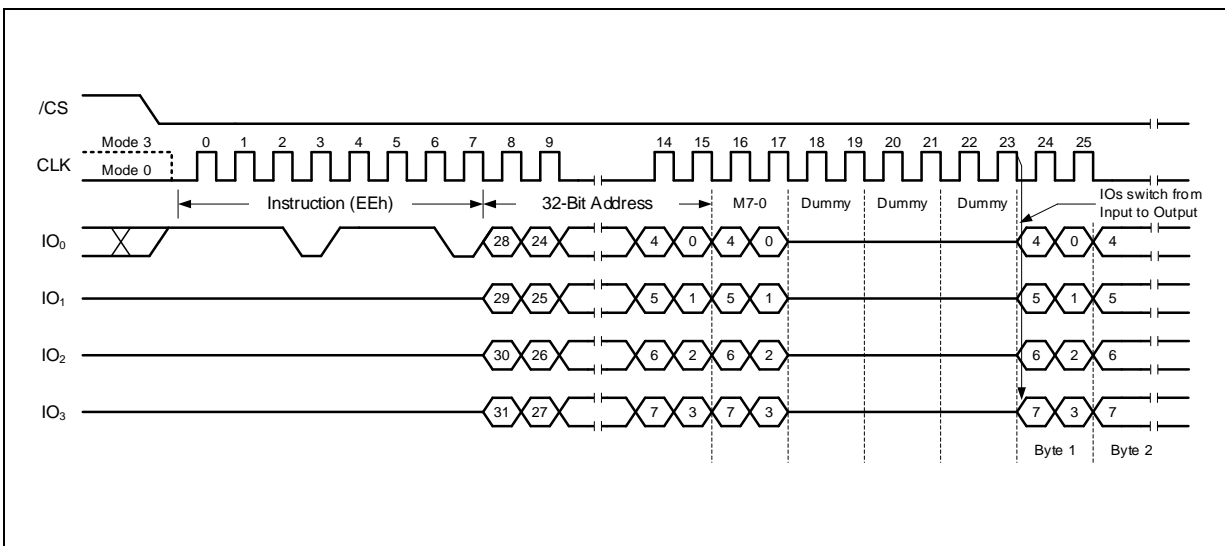 /CS
Mode 3 0 1 2 3 4 5 6 7 8 9 14 15 16 17 18 19 20 21 22 23 24 25
CLK
Mode 0
Instruction (EEh) 32-Bit Address M7-0 Dummy Dummy Dummy IOs switch from
Input to Output
IO₀ 28 24 4 0 4 0 4 0 4
IO₁ 29 25 5 1 5 1 5 1 5
IO₂ 30 26 6 2 6 2 6 2 6
IO₃ 31 27 7 3 7 3 7 3 7
Byte 1 Byte 2